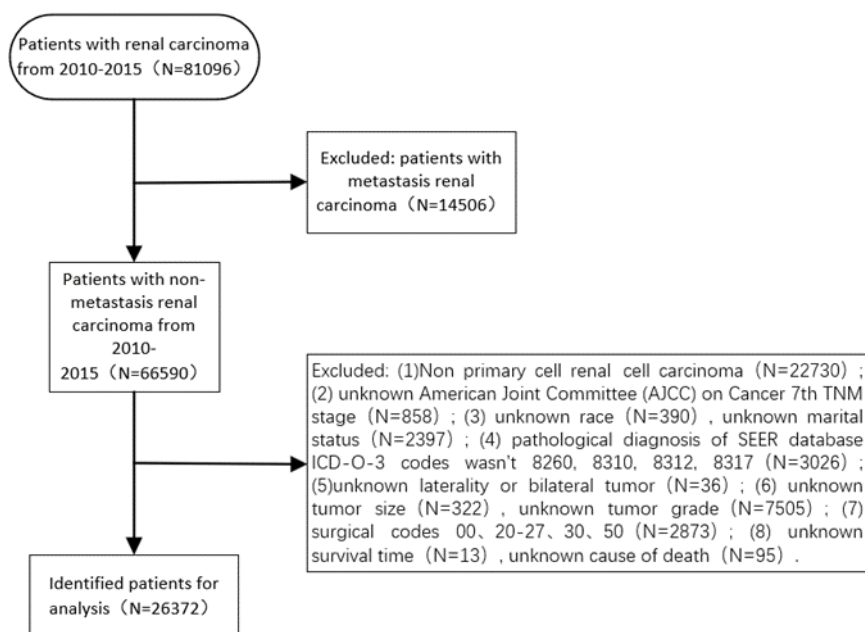 Patients with renal carcinoma
from 2010-2015（N=81096）
Excluded: patients with
metastasis renal
carcinoma（N=14506）
Patients with non-
metastasis renal
carcinoma from
2010-
2015（N=66590）
Excluded: (1)Non primary cell renal cell carcinoma（N=22730）;
(2) unknown American Joint Committee (AJCC) on Cancer 7th TNM
stage（N=858）; (3) unknown race（N=390）, unknown marital
status（N=2397）; (4) pathological diagnosis of SEER database
ICD-O-3 codes wasn't 8260, 8310, 8312, 8317（N=3026）;
(5)unknown laterality or bilateral tumor（N=36）; (6) unknown
tumor size（N=322）, unknown tumor grade（N=7505）; (7)
surgical codes 00、20-27、30、50（N=2873）; (8) unknown
survival time（N=13）, unknown cause of death（N=95）.
Identified patients for
analysis（N=26372）